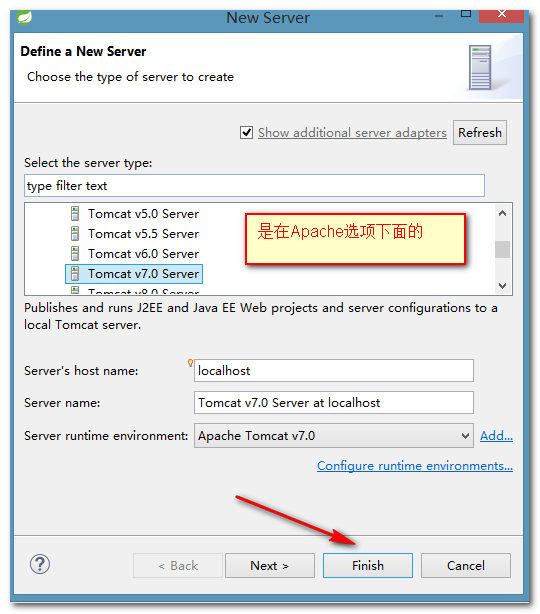 New Server
Define a New Server
Choose the type of server to create
Show additional server adapters Refresh
Select the server type:
type filter text
Tomcat v5.0 Server
Tomcat v5.5 Server
Tomcat v6.0 Server
Tomcat v7.0 Server
Tomcat v8.0 Server
是在Apache选项下面的
Publishes and runs J2EE and Java EE Web projects and server configurations to a
local Tomcat server.
Server's host name: localhost
Server name: Tomcat v7.0 Server at localhost
Server runtime environment: Apache Tomcat v7.0 Add...
Configure runtime environments...
? < Back Next > Finish Cancel